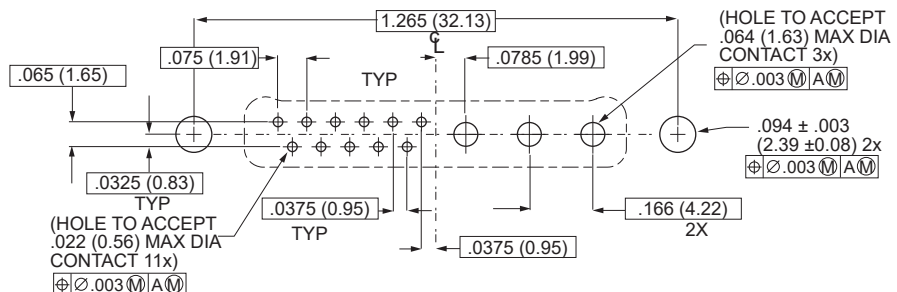 1.265 (32.13)
℄
(HOLE TO ACCEPT
.064 (1.63) MAX DIA
CONTACT 3x)
⌖ ∅.003 Ⓜ AⓂ
.075 (1.91)
.0785 (1.99)
TYP
.065 (1.65)
.094 ± .003
(2.39 ±0.08) 2x
⌖ ∅.003 Ⓜ AⓂ
.0325 (0.83)
TYP
.0375 (0.95)
TYP
.166 (4.22)
2X
(HOLE TO ACCEPT
.022 (0.56) MAX DIA
CONTACT 11x)
⌖ ∅.003 Ⓜ AⓂ
.0375 (0.95)